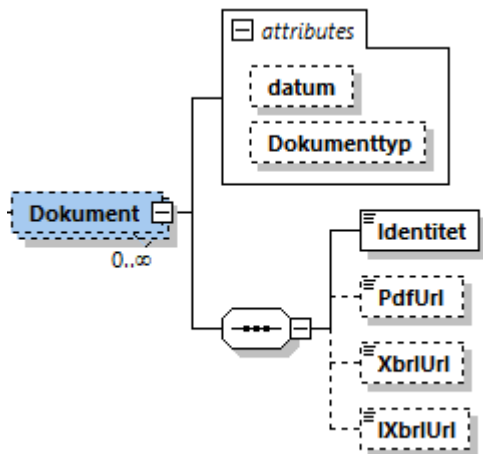 attributes
datum
Dokumenttyp
Dokument
0..∞
Identitet
PdfUrl
XbrlUrl
IXbrlUrl